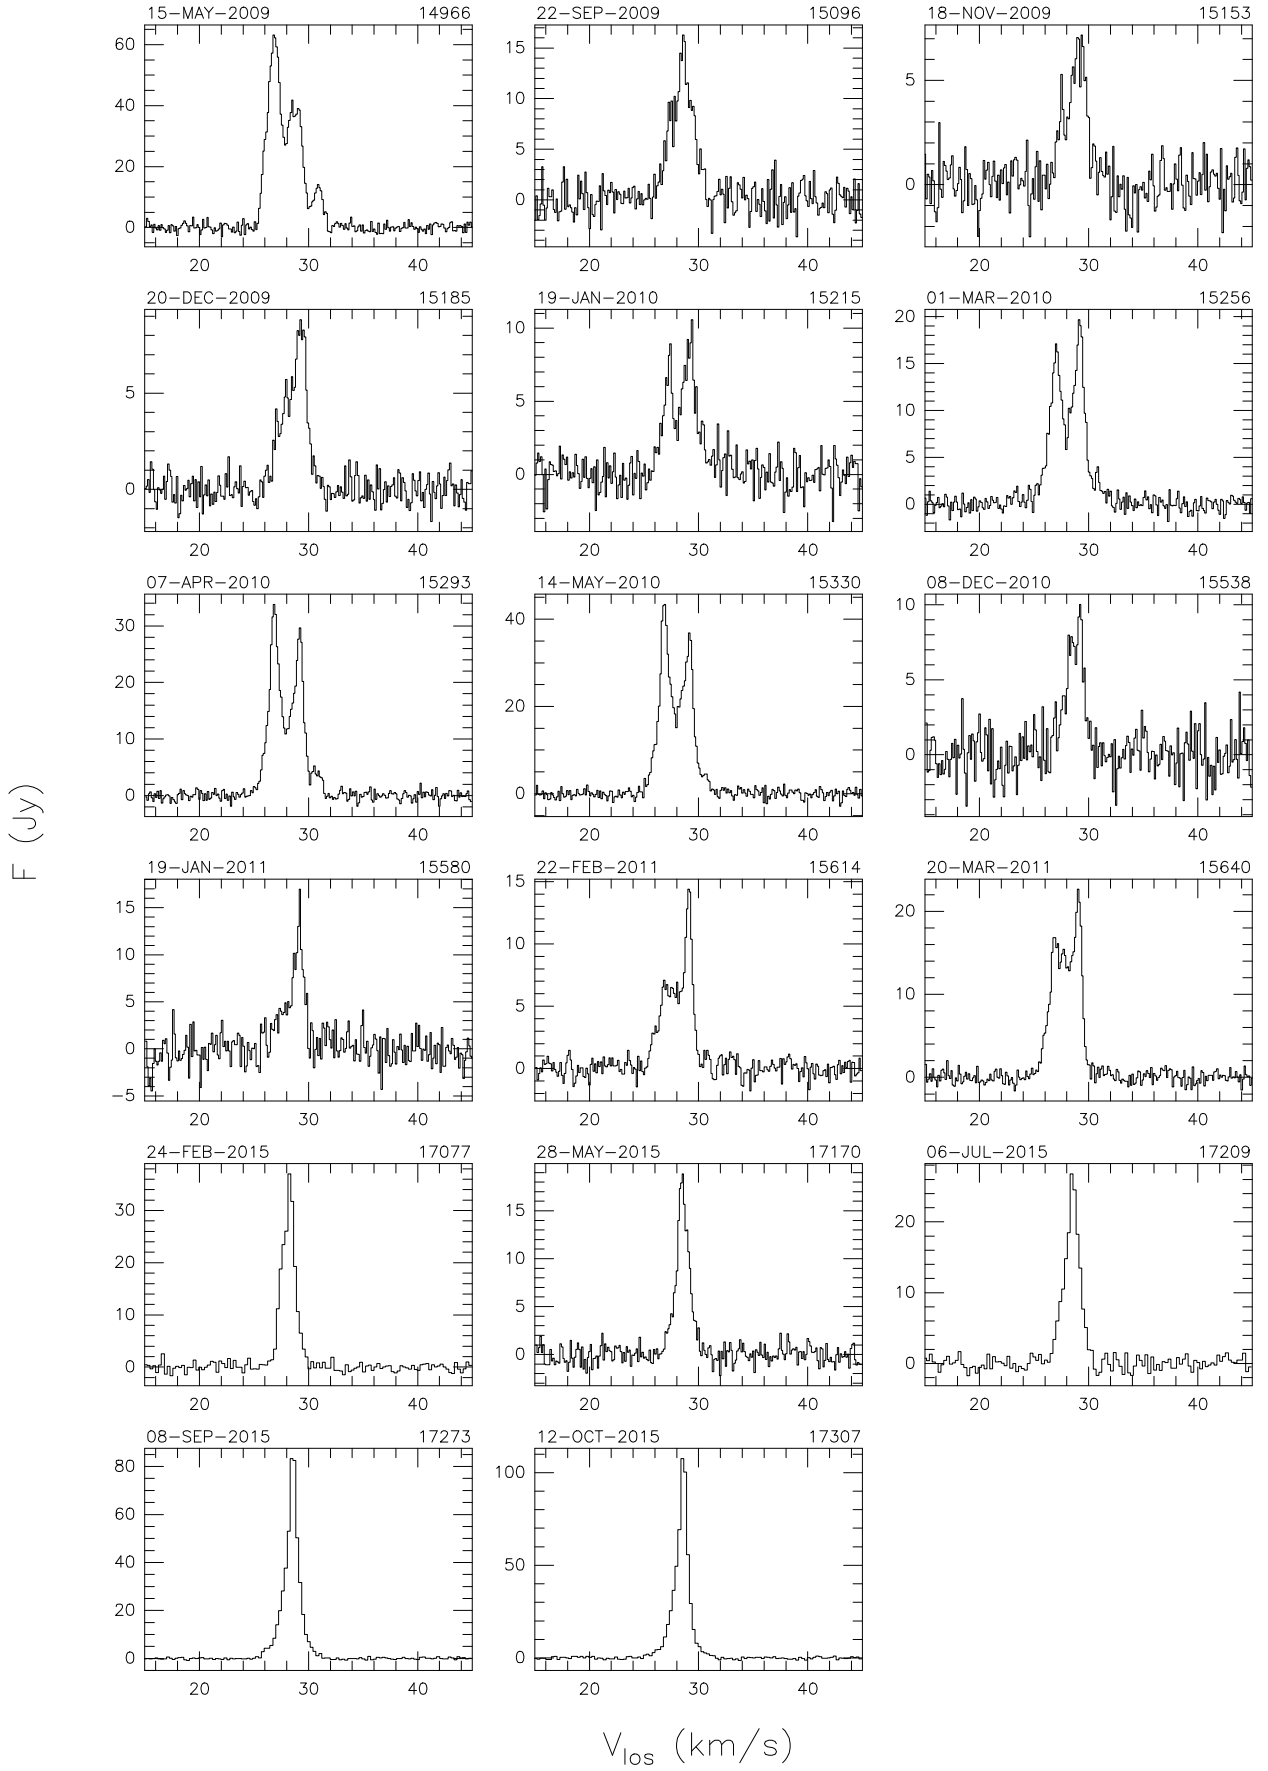 15-MAY-2009 14966 22-SEP-2009 15096 18-NOV-2009 15153
60
40
20
0
20 30 40
15
10
5
0
20 30 40
5
0
20 30 40
20-DEC-2009 15185 19-JAN-2010 15215 01-MAR-2010 15256
5
0
20 30 40
10
5
0
20 30 40
20
15
10
5
0
20 30 40
07-APR-2010 15293 14-MAY-2010 15330 08-DEC-2010 15538
30
20
10
0
20 30 40
40
20
0
20 30 40
10
5
0
20 30 40
F (Jy)
19-JAN-2011 15580 22-FEB-2011 15614 20-MAR-2011 15640
15
10
5
0
-5
20 30 40
15
10
5
0
20 30 40
20
10
0
20 30 40
24-FEB-2015 17077 28-MAY-2015 17170 06-JUL-2015 17209
30
20
10
0
20 30 40
15
10
5
0
20 30 40
20
10
0
20 30 40
08-SEP-2015 17273 12-OCT-2015 17307
80
60
40
20
0
20 30 40
100
50
0
20 30 40
V_los (km/s)